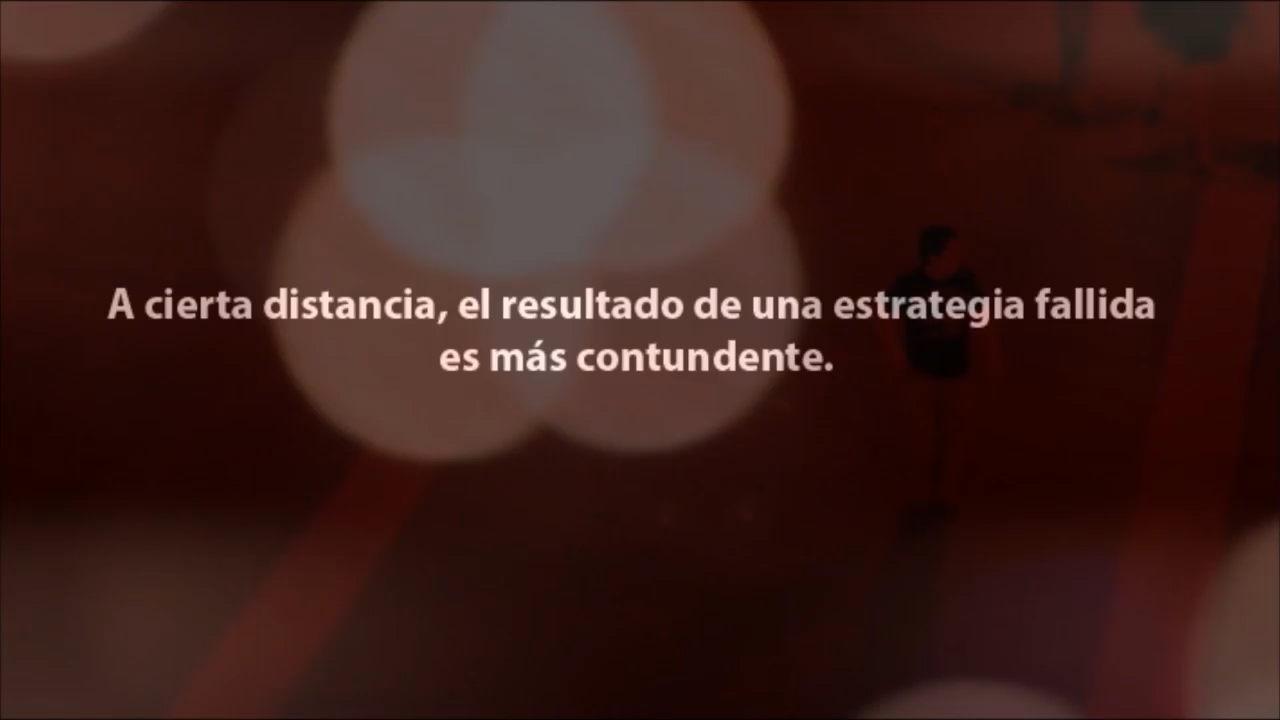 A cierta distancia, el resultado de una estrategia fallida
es más contundente.